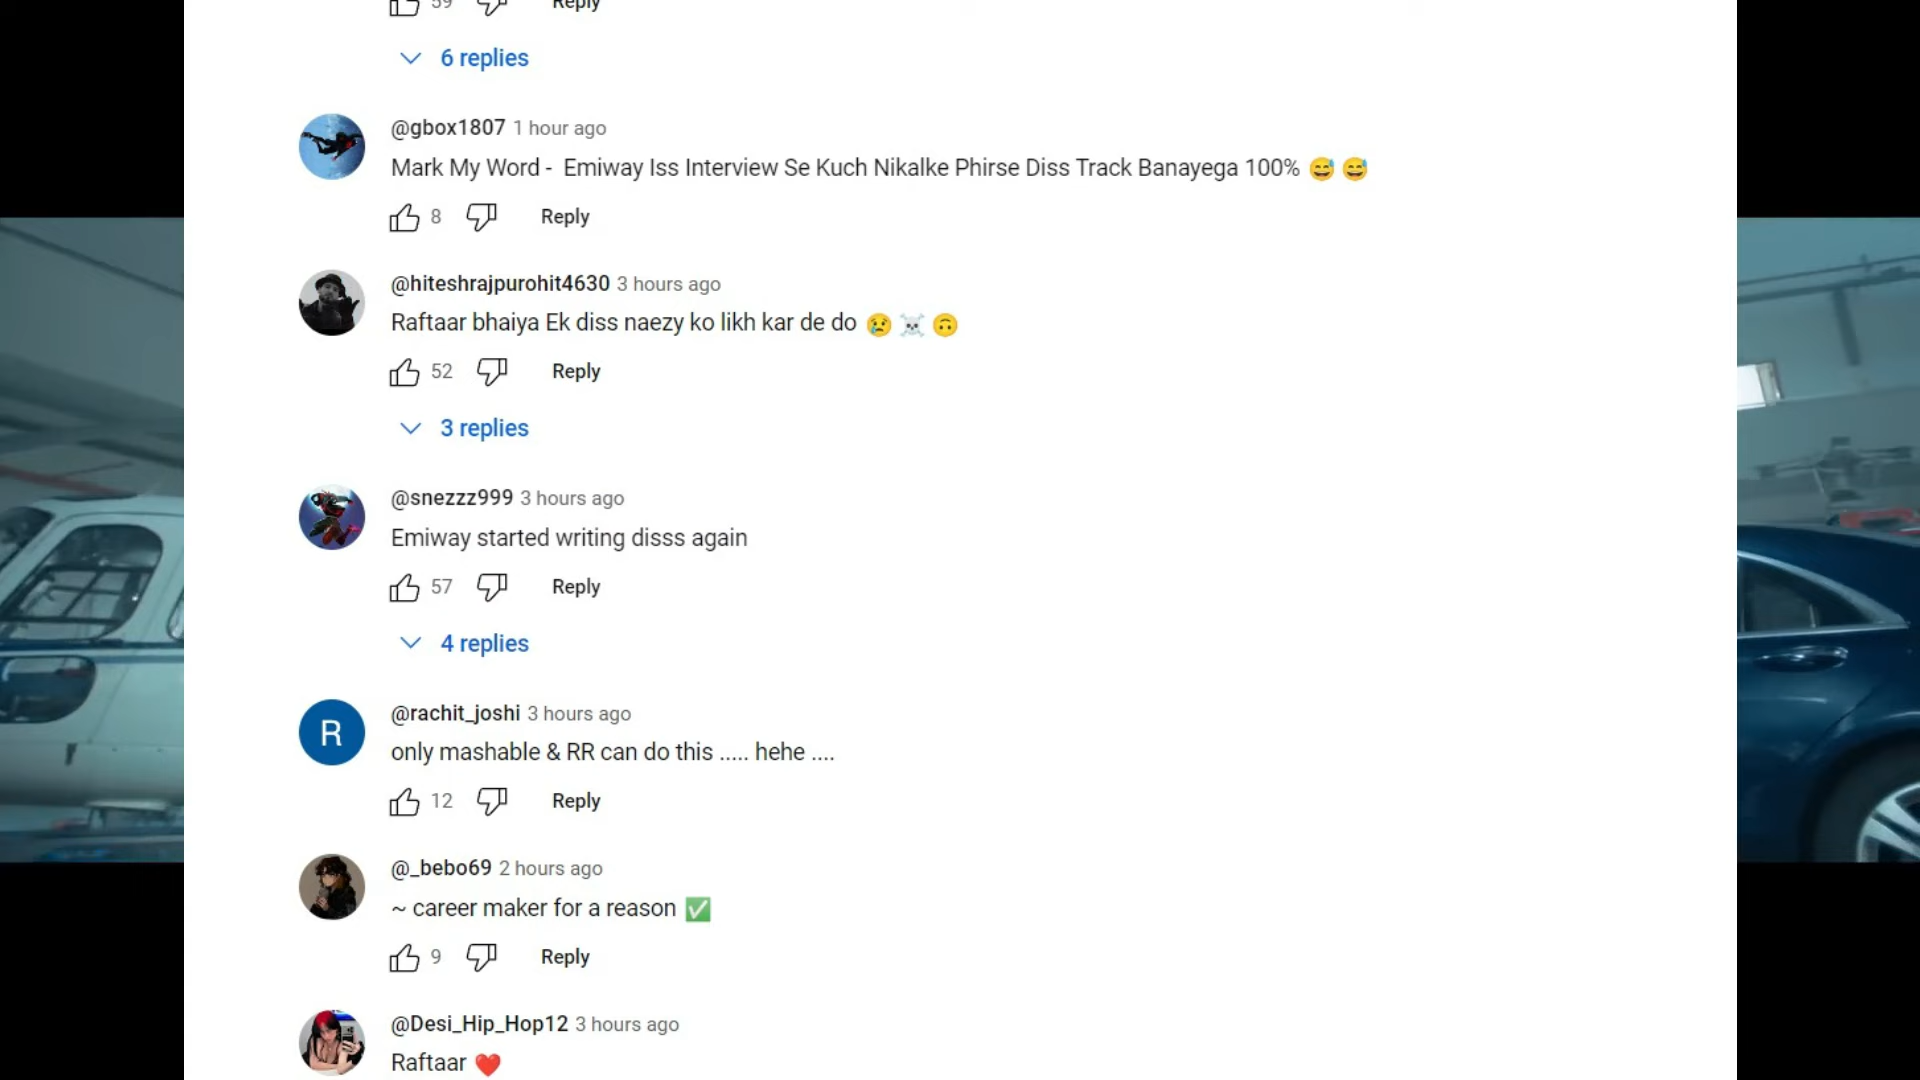 59 Reply
6 replies
@gbox1807 1 hour ago
Mark My Word - Emiway Iss Interview Se Kuch Nikalke Phirse Diss Track Banayega 100% 😅 😅
8 Reply
@hiteshrajpurohit4630 3 hours ago
Raftaar bhaiya Ek diss naezy ko likh kar de do 😢 ☠️ 🙃
52 Reply
3 replies
@snezzz999 3 hours ago
Emiway started writing disss again
57 Reply
4 replies
R
@rachit_joshi 3 hours ago
only mashable & RR can do this ..... hehe ....
12 Reply
@_bebo69 2 hours ago
~ career maker for a reason ✅
9 Reply
@Desi_Hip_Hop12 3 hours ago
Raftaar ❤️